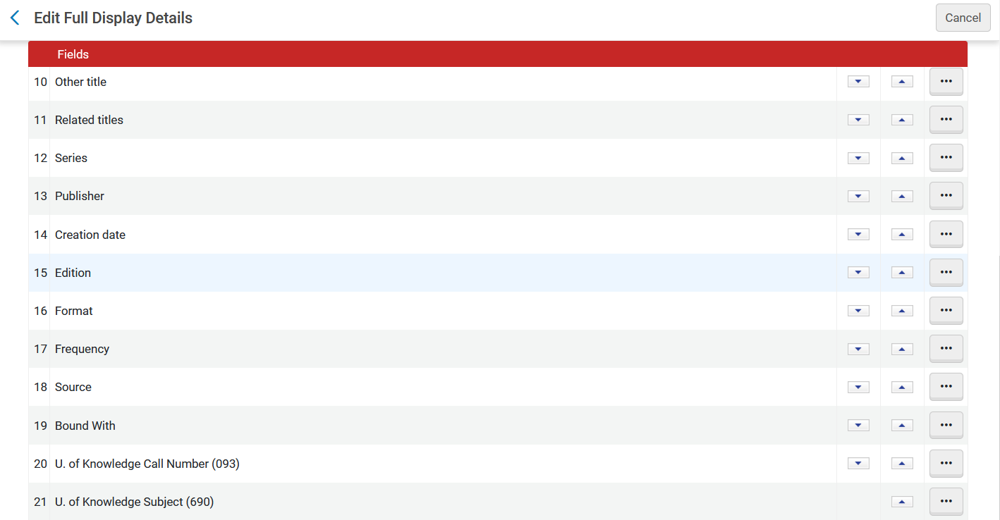 Edit Full Display Details
Cancel
Fields
10 Other title
11 Related titles
12 Series
13 Publisher
14 Creation date
15 Edition
16 Format
17 Frequency
18 Source
19 Bound With
20 U. of Knowledge Call Number (093)
21 U. of Knowledge Subject (690)